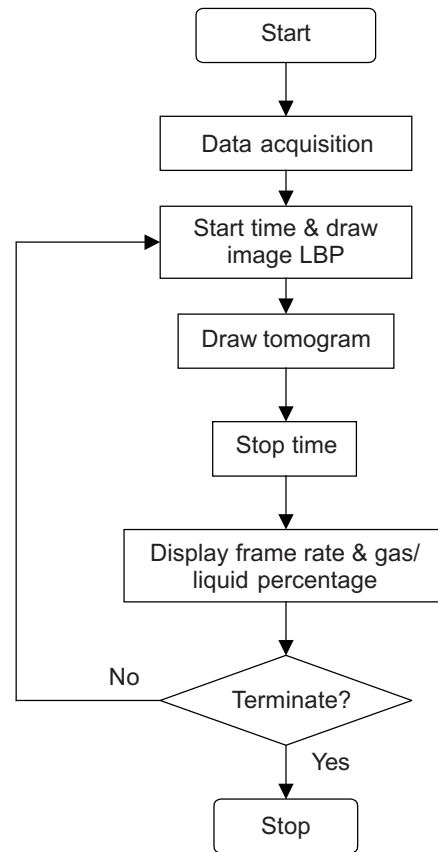 Start
Data acquisition
Start time & draw
image LBP
Draw tomogram
Stop time
Display frame rate & gas/
liquid percentage
No
Terminate?
Yes
Stop